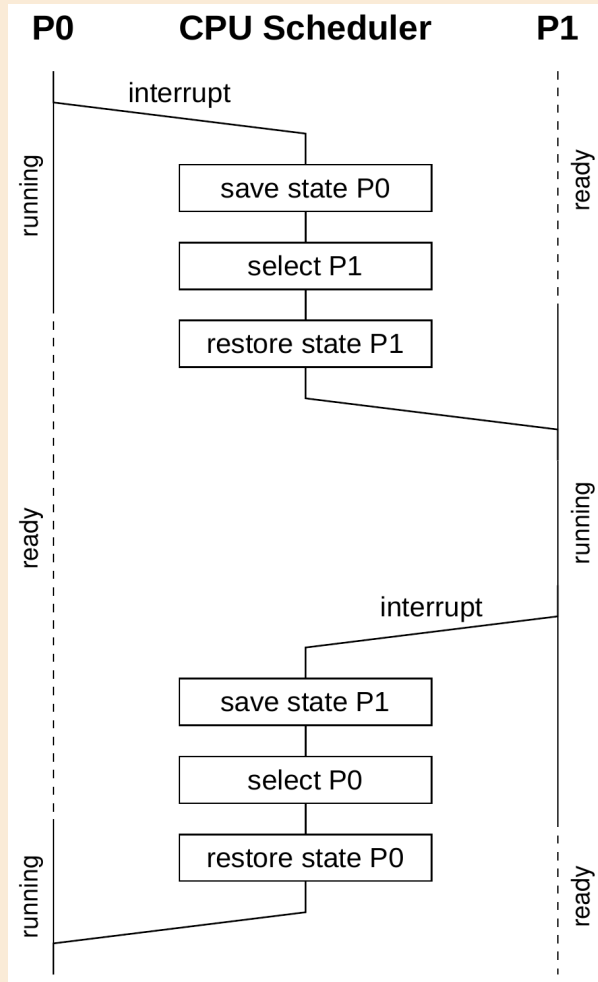 P0 CPU Scheduler P1
interrupt
running
ready
save state P0
select P1
restore state P1
ready
running
interrupt
save state P1
select P0
restore state P0
running
ready